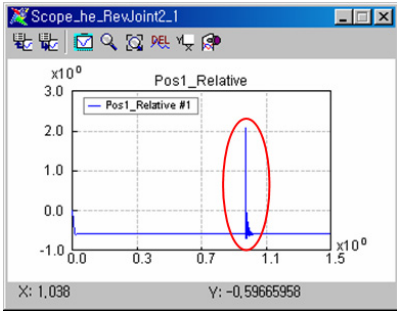 Scope_he_RevJoint2_1
DEL
x10⁰
Pos1_Relative
3.0
Pos1_Relative #1
2.0
1.0
0.0
-1.0
0.0 0.3 0.7 1.1 1.5
x10⁰
X: 1,038 Y: -0,59665958